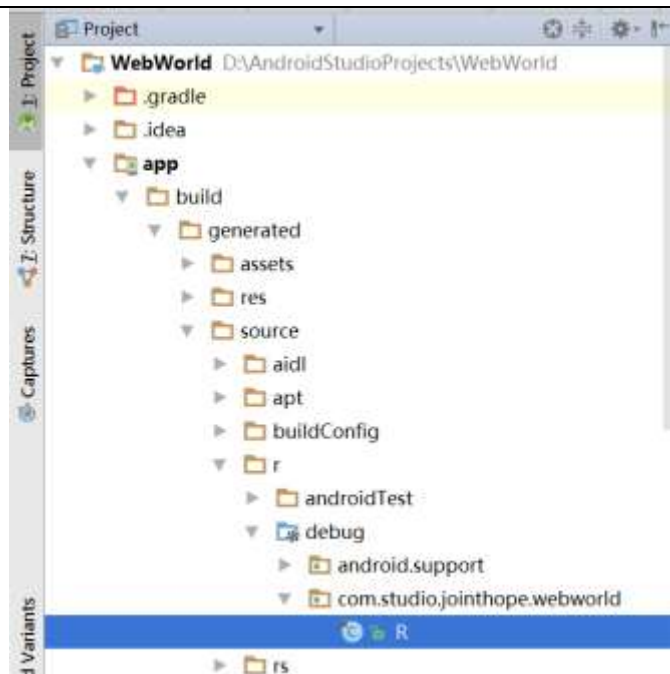 Project
WebWorld D:\AndroidStudioProjects\WebWorld
.gradle
.idea
app
build
generated
assets
res
source
aidl
apt
buildConfig
r
androidTest
debug
android.support
com.studio.jointhope.webworld
R
rs
1: Project
7: Structure
Captures
d Variants